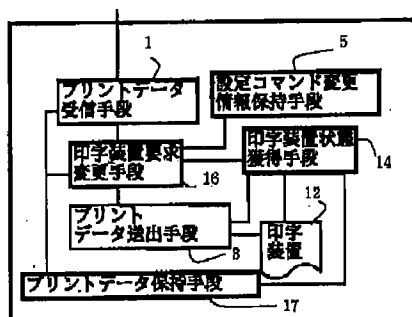 1
5
プリントデータ
受信手段
設定コマンド変更
情報保持手段
印字装置要求
変更手段
印字装置状態
獲得手段
16
14
12
プリント
データ送出手段
印字
装置
8
プリントデータ保持手段
17